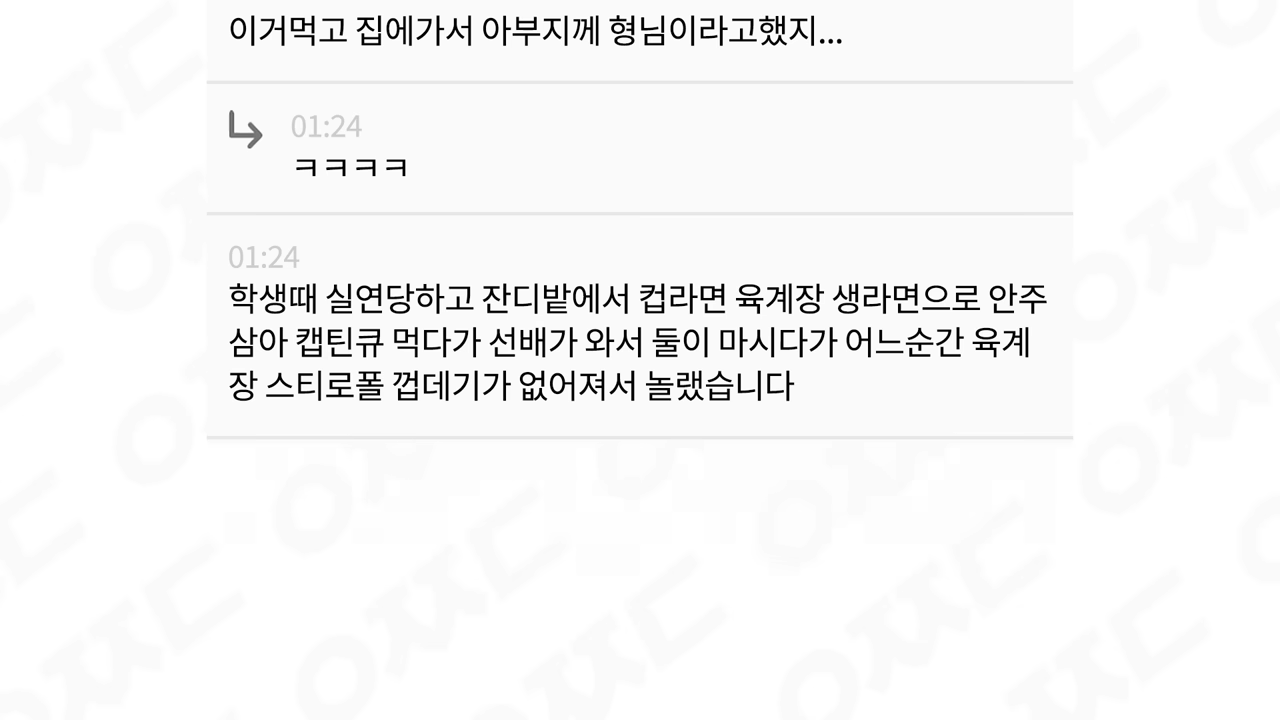 이거먹고 집에가서 아부지께 형님이라고했지...
01:24
ㅋㅋㅋㅋ
01:24
학생때 실연당하고 잔디밭에서 컵라면 육계장 생라면으로 안주
삼아 캡틴큐 먹다가 선배가 와서 둘이 마시다가 어느순간 육계
장 스티로폴 껍데기가 없어져서 놀랬습니다